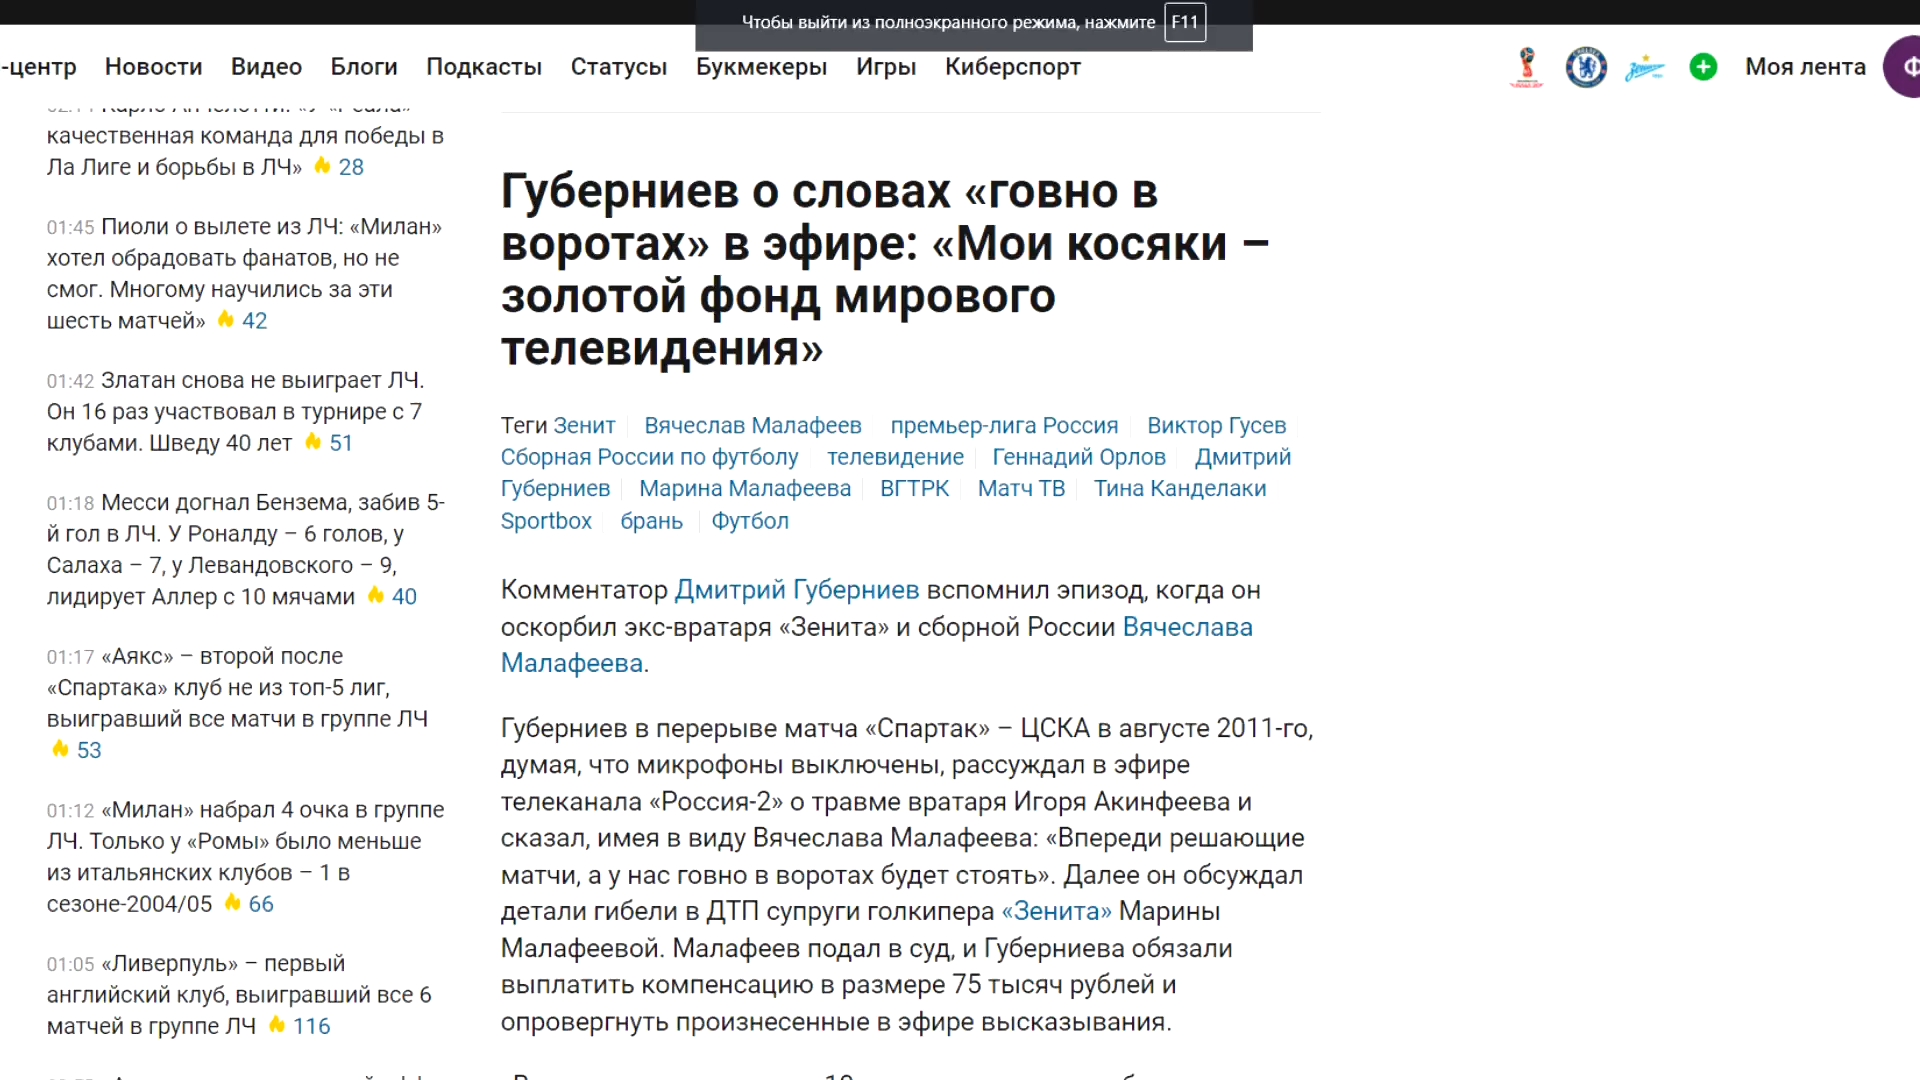 Чтобы выйти из полноэкранного режима, нажмите F11
-центр Новости Видео Блоги Подкасты Статусы Букмекеры Игры Киберспорт Моя лента Ф
качественная команда для победы в
Ла Лиге и борьбы в ЛЧ» 28
01:45 Пиоли о вылете из ЛЧ: «Милан»
хотел обрадовать фанатов, но не
смог. Многому научились за эти
шесть матчей» 42
01:42 Златан снова не выиграет ЛЧ.
Он 16 раз участвовал в турнире с 7
клубами. Шведу 40 лет 51
01:18 Месси догнал Бензема, забив 5-
й гол в ЛЧ. У Роналду – 6 голов, у
Салаха – 7, у Левандовского – 9,
лидирует Аллер с 10 мячами 40
01:17 «Аякс» – второй после
«Спартака» клуб не из топ-5 лиг,
выигравший все матчи в группе ЛЧ
53
01:12 «Милан» набрал 4 очка в группе
ЛЧ. Только у «Ромы» было меньше
из итальянских клубов – 1 в
сезоне-2004/05 66
01:05 «Ливерпуль» – первый
английский клуб, выигравший все 6
матчей в группе ЛЧ 116
Губерниев о словах «говно в
воротах» в эфире: «Мои косяки –
золотой фонд мирового
телевидения»
Теги Зенит Вячеслав Малафеев премьер-лига Россия Виктор Гусев
Сборная России по футболу телевидение Геннадий Орлов Дмитрий
Губерниев Марина Малафеева ВГТРК Матч ТВ Тина Канделаки
Sportbox брань Футбол
Комментатор Дмитрий Губерниев вспомнил эпизод, когда он
оскорбил экс-вратаря «Зенита» и сборной России Вячеслава
Малафеева.
Губерниев в перерыве матча «Спартак» – ЦСКА в августе 2011-го,
думая, что микрофоны выключены, рассуждал в эфире
телеканала «Россия-2» о травме вратаря Игоря Акинфеева и
сказал, имея в виду Вячеслава Малафеева: «Впереди решающие
матчи, а у нас говно в воротах будет стоять». Далее он обсуждал
детали гибели в ДТП супруги голкипера «Зенита» Марины
Малафеевой. Малафеев подал в суд, и Губерниева обязали
выплатить компенсацию в размере 75 тысяч рублей и
опровергнуть произнесенные в эфире высказывания.